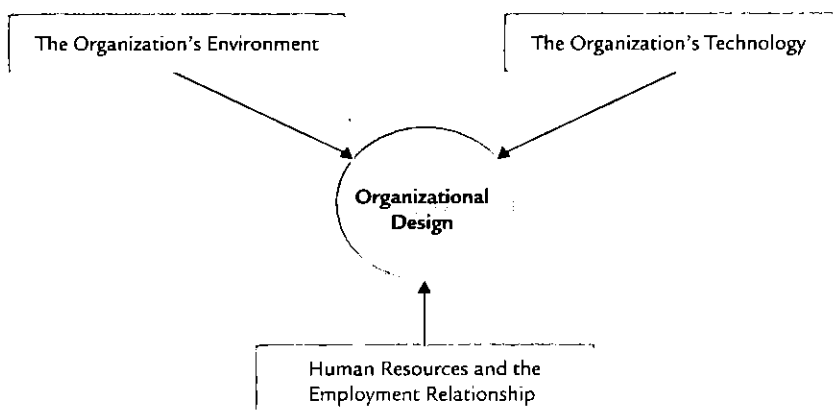 The Organization's Environment
The Organization's Technology
Organizational
Design
Human Resources and the
Employment Relationship